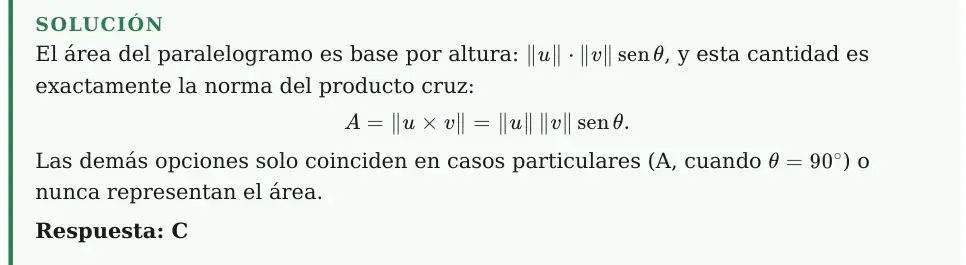 SOLUCIÓN
El área del paralelogramo es base por altura: ‖u‖ · ‖v‖ sen θ, y esta cantidad es
exactamente la norma del producto cruz:
A = ‖u × v‖ = ‖u‖ ‖v‖ sen θ.
Las demás opciones solo coinciden en casos particulares (A, cuando θ = 90°) o
nunca representan el área.
Respuesta: C